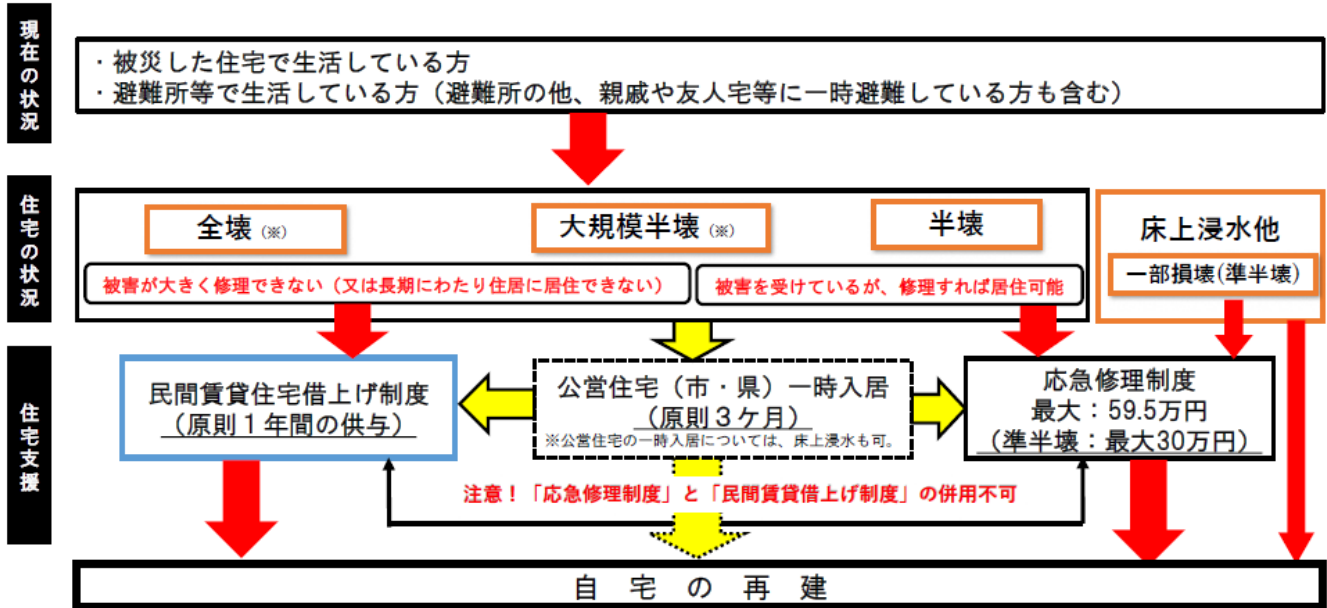 現在の状況
・被災した住宅で生活している方
・避難所等で生活している方（避難所の他、親戚や友人宅等に一時避難している方も含む）
住宅の状況
全壊（※）
大規模半壊（※）
半壊
床上浸水他
被害が大きく修理できない（又は長期にわたり住居に居住できない）
被害を受けているが、修理すれば居住可能
一部損壊(準半壊)
住宅支援
民間賃貸住宅借上げ制度
（原則１年間の供与）
公営住宅（市・県）一時入居
（原則３ケ月）
※公営住宅の一時入居については、床上浸水も可。
応急修理制度
最大：59.5万円
（準半壊：最大30万円）
注意！「応急修理制度」と「民間賃貸借上げ制度」の併用不可
自宅の再建